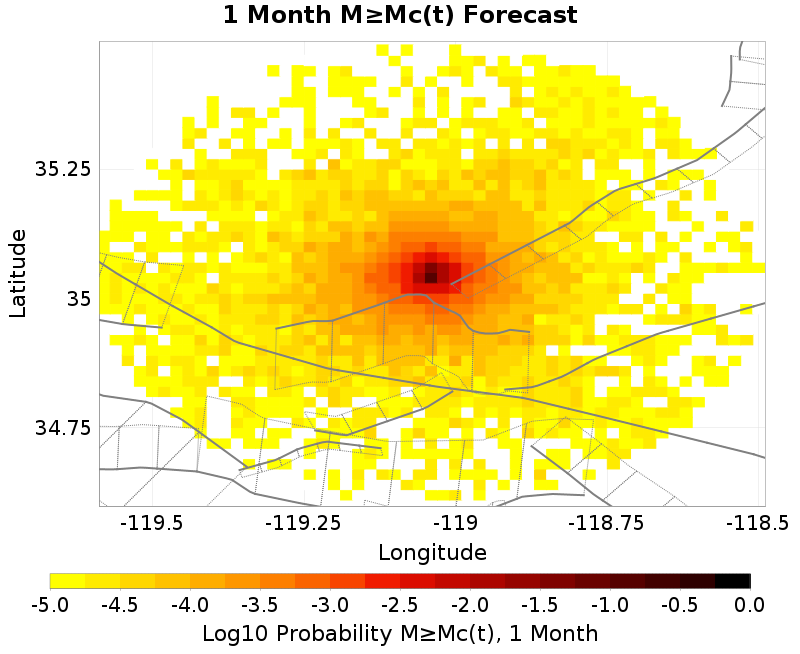 1 Month M≥Mc(t) Forecast
35.25
35
34.75
Latitude
-119.5 -119.25 -119 -118.75 -118.5
Longitude
-5.0 -4.5 -4.0 -3.5 -3.0 -2.5 -2.0 -1.5 -1.0 -0.5 0.0
Log10 Probability M≥Mc(t), 1 Month